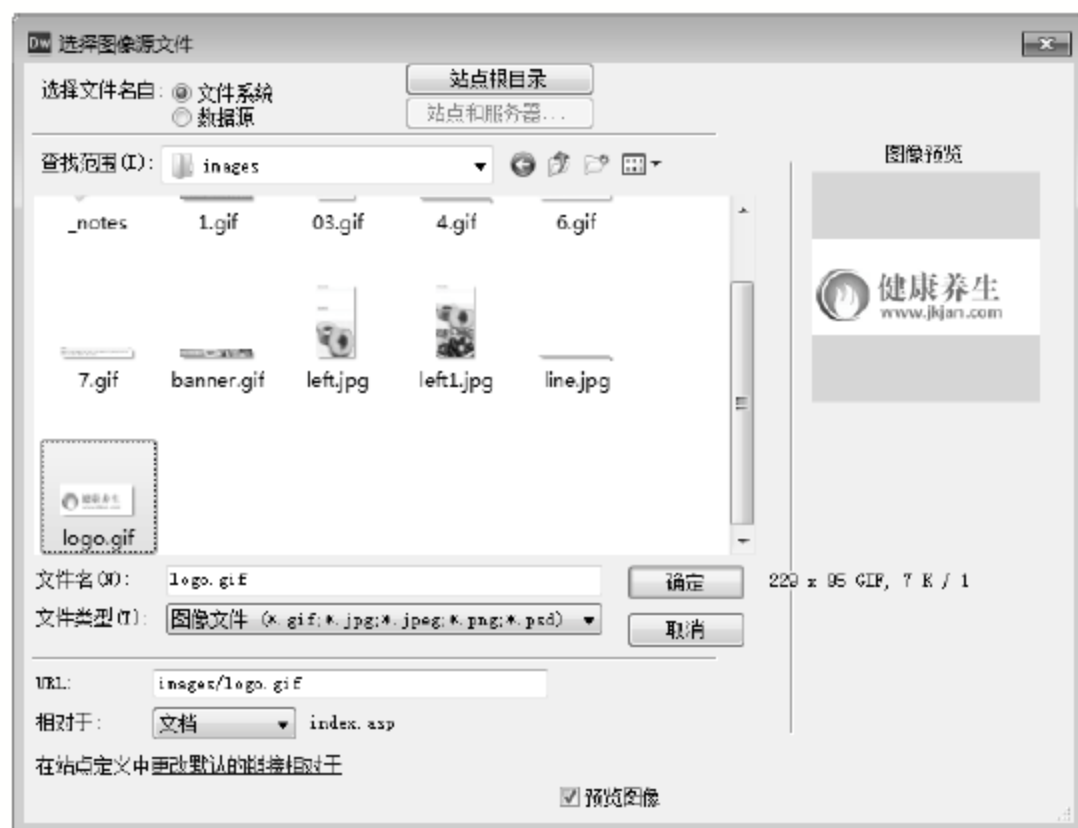 Dw 选择图像源文件
选择文件名自: 文件系统
数据源
站点根目录
站点和服务器...
查找范围(I): images
图像预览
_notes 1.gif 03.gif 4.gif 6.gif
健康养生
www.jkjan.com
7.gif banner.gif left.jpg left1.jpg line.jpg
健康养生
logo.gif
文件名(N): logo.gif 确定 229 x 95 GIF, 7 K / 1
文件类型(T): 图像文件 (*.gif;*.jpg;*.jpeg;*.png;*.psd) 取消
URL: images/logo.gif
相对于: 文档 index.asp
在站点定义中更改默认的链接相对于
预览图像